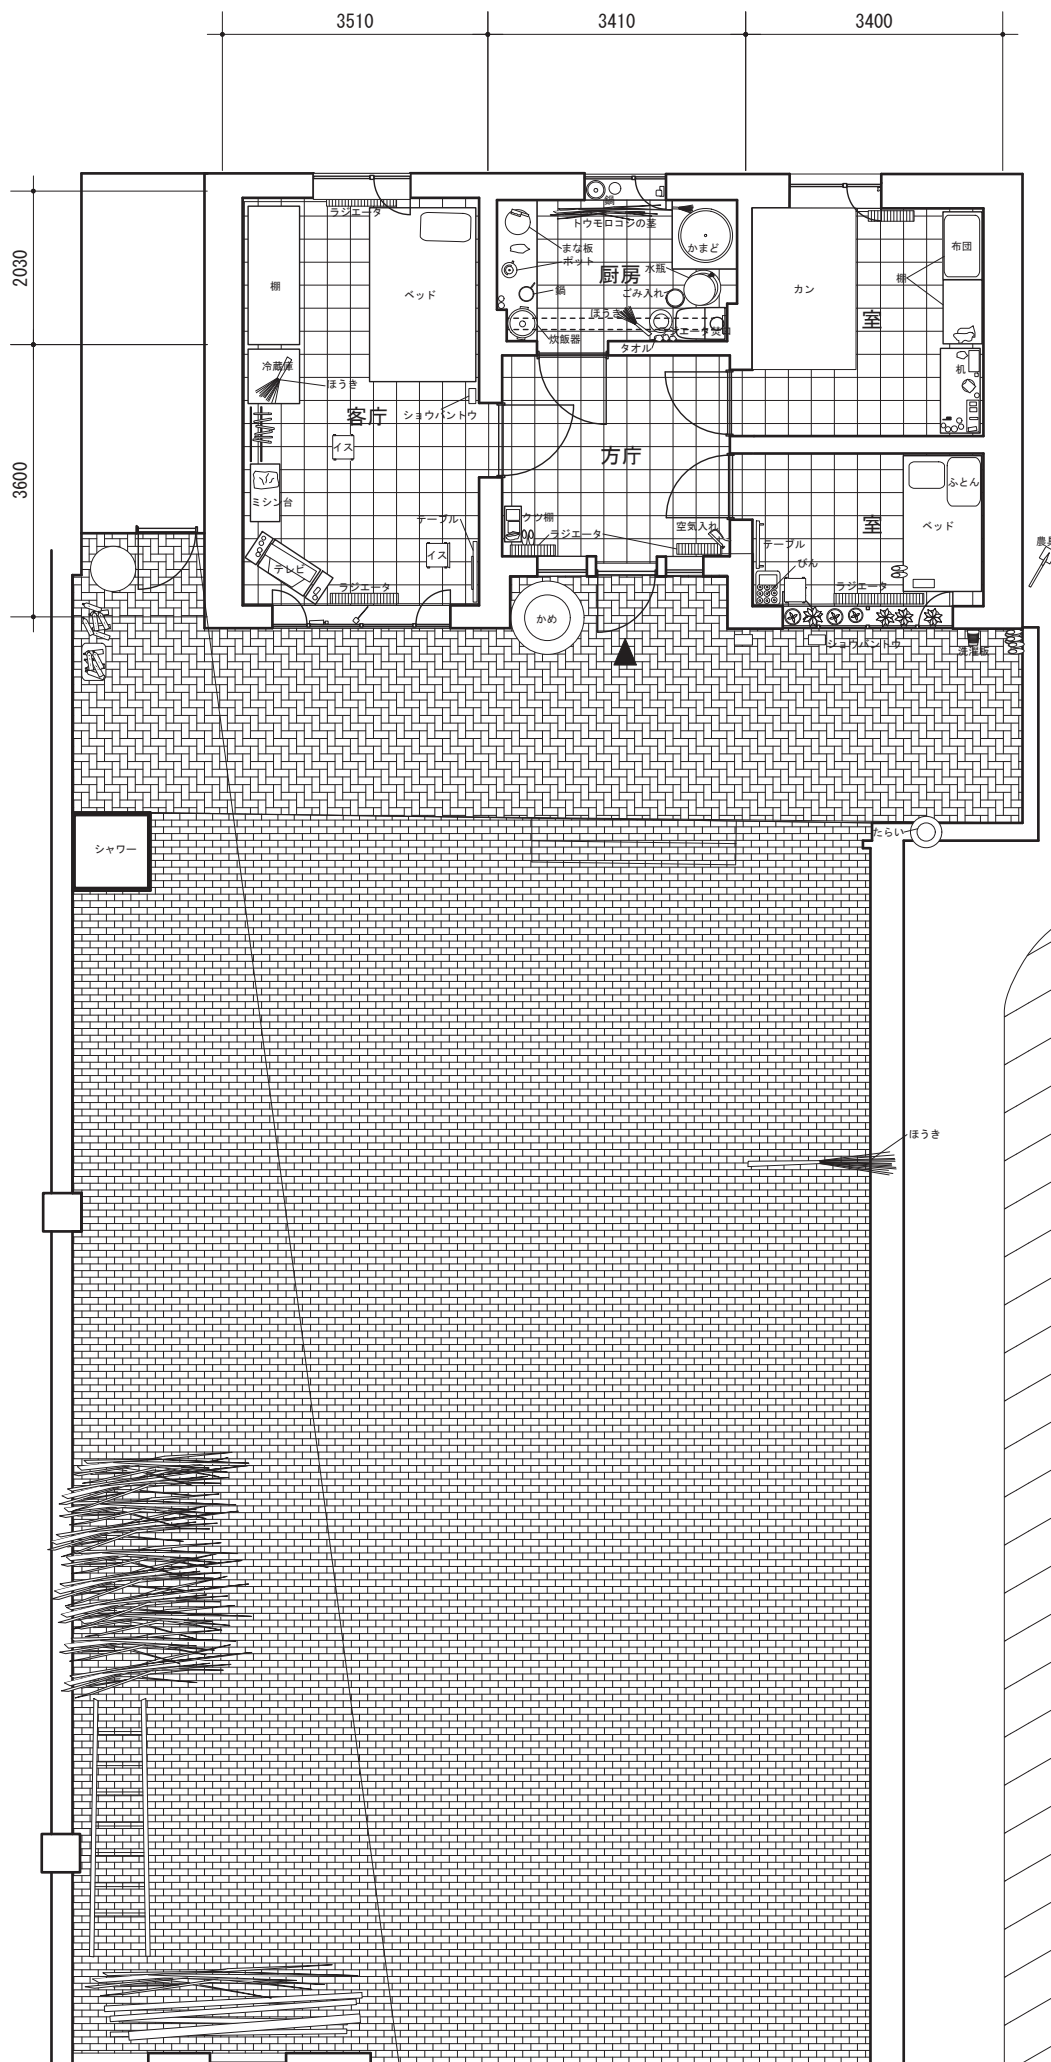 3510
3410
3400
2030
3600
ラジエータ
棚
ベッド
冷蔵庫
ほうき
客庁
ショウバントウ
イス
ミシン台
テーブル
イス
テレビ
ラジエータ
鍋
トウモロコシの茎
まな板
ポット
厨房
水瓶
かまど
鍋
ごみ入れ
ほうき
炊飯器
タオル
方庁
クツ棚
ラジエータ
空気入れ
かめ
カン
布団
棚
室
机
室
ふとん
ベッド
テーブル
びん
ラジエータ
ショウバントウ
洗濯板
シャワー
たらい
ほうき